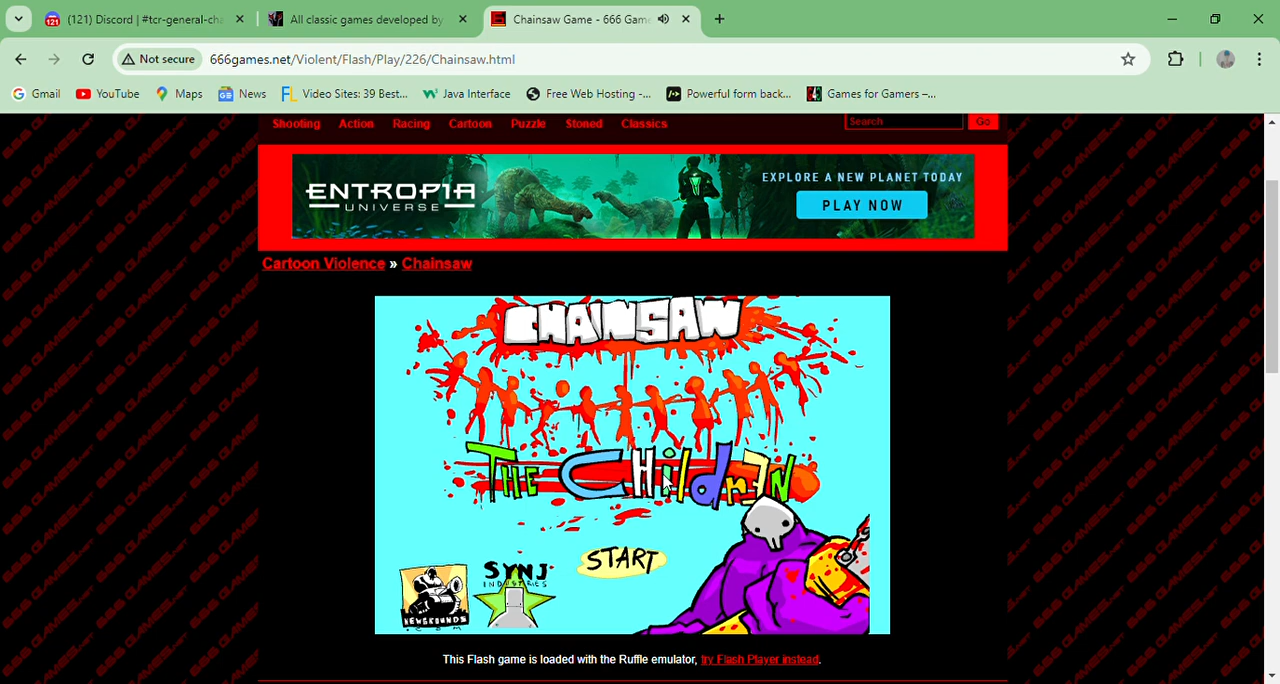 (121) Discord | #tcr-general-cha
All classic games developed by
Chainsaw Game - 666 Game
Not secure
666games.net/Violent/Flash/Play/226/Chainsaw.html
Gmail
YouTube
Maps
News
Video Sites: 39 Best...
Java Interface
Free Web Hosting -...
Powerful form back...
Games for Gamers –...
Shooting Action Racing Cartoon Puzzle Stoned Classics
Search
Go
ENTROPIA
UNIVERSE
EXPLORE A NEW PLANET TODAY
PLAY NOW
Cartoon Violence » Chainsaw
CHAINSAW
THE CHildrEN
START
NEWGROUNDS
.COM
SYNJ
INDUSTRIES
This Flash game is loaded with the Ruffle emulator, try Flash Player instead.